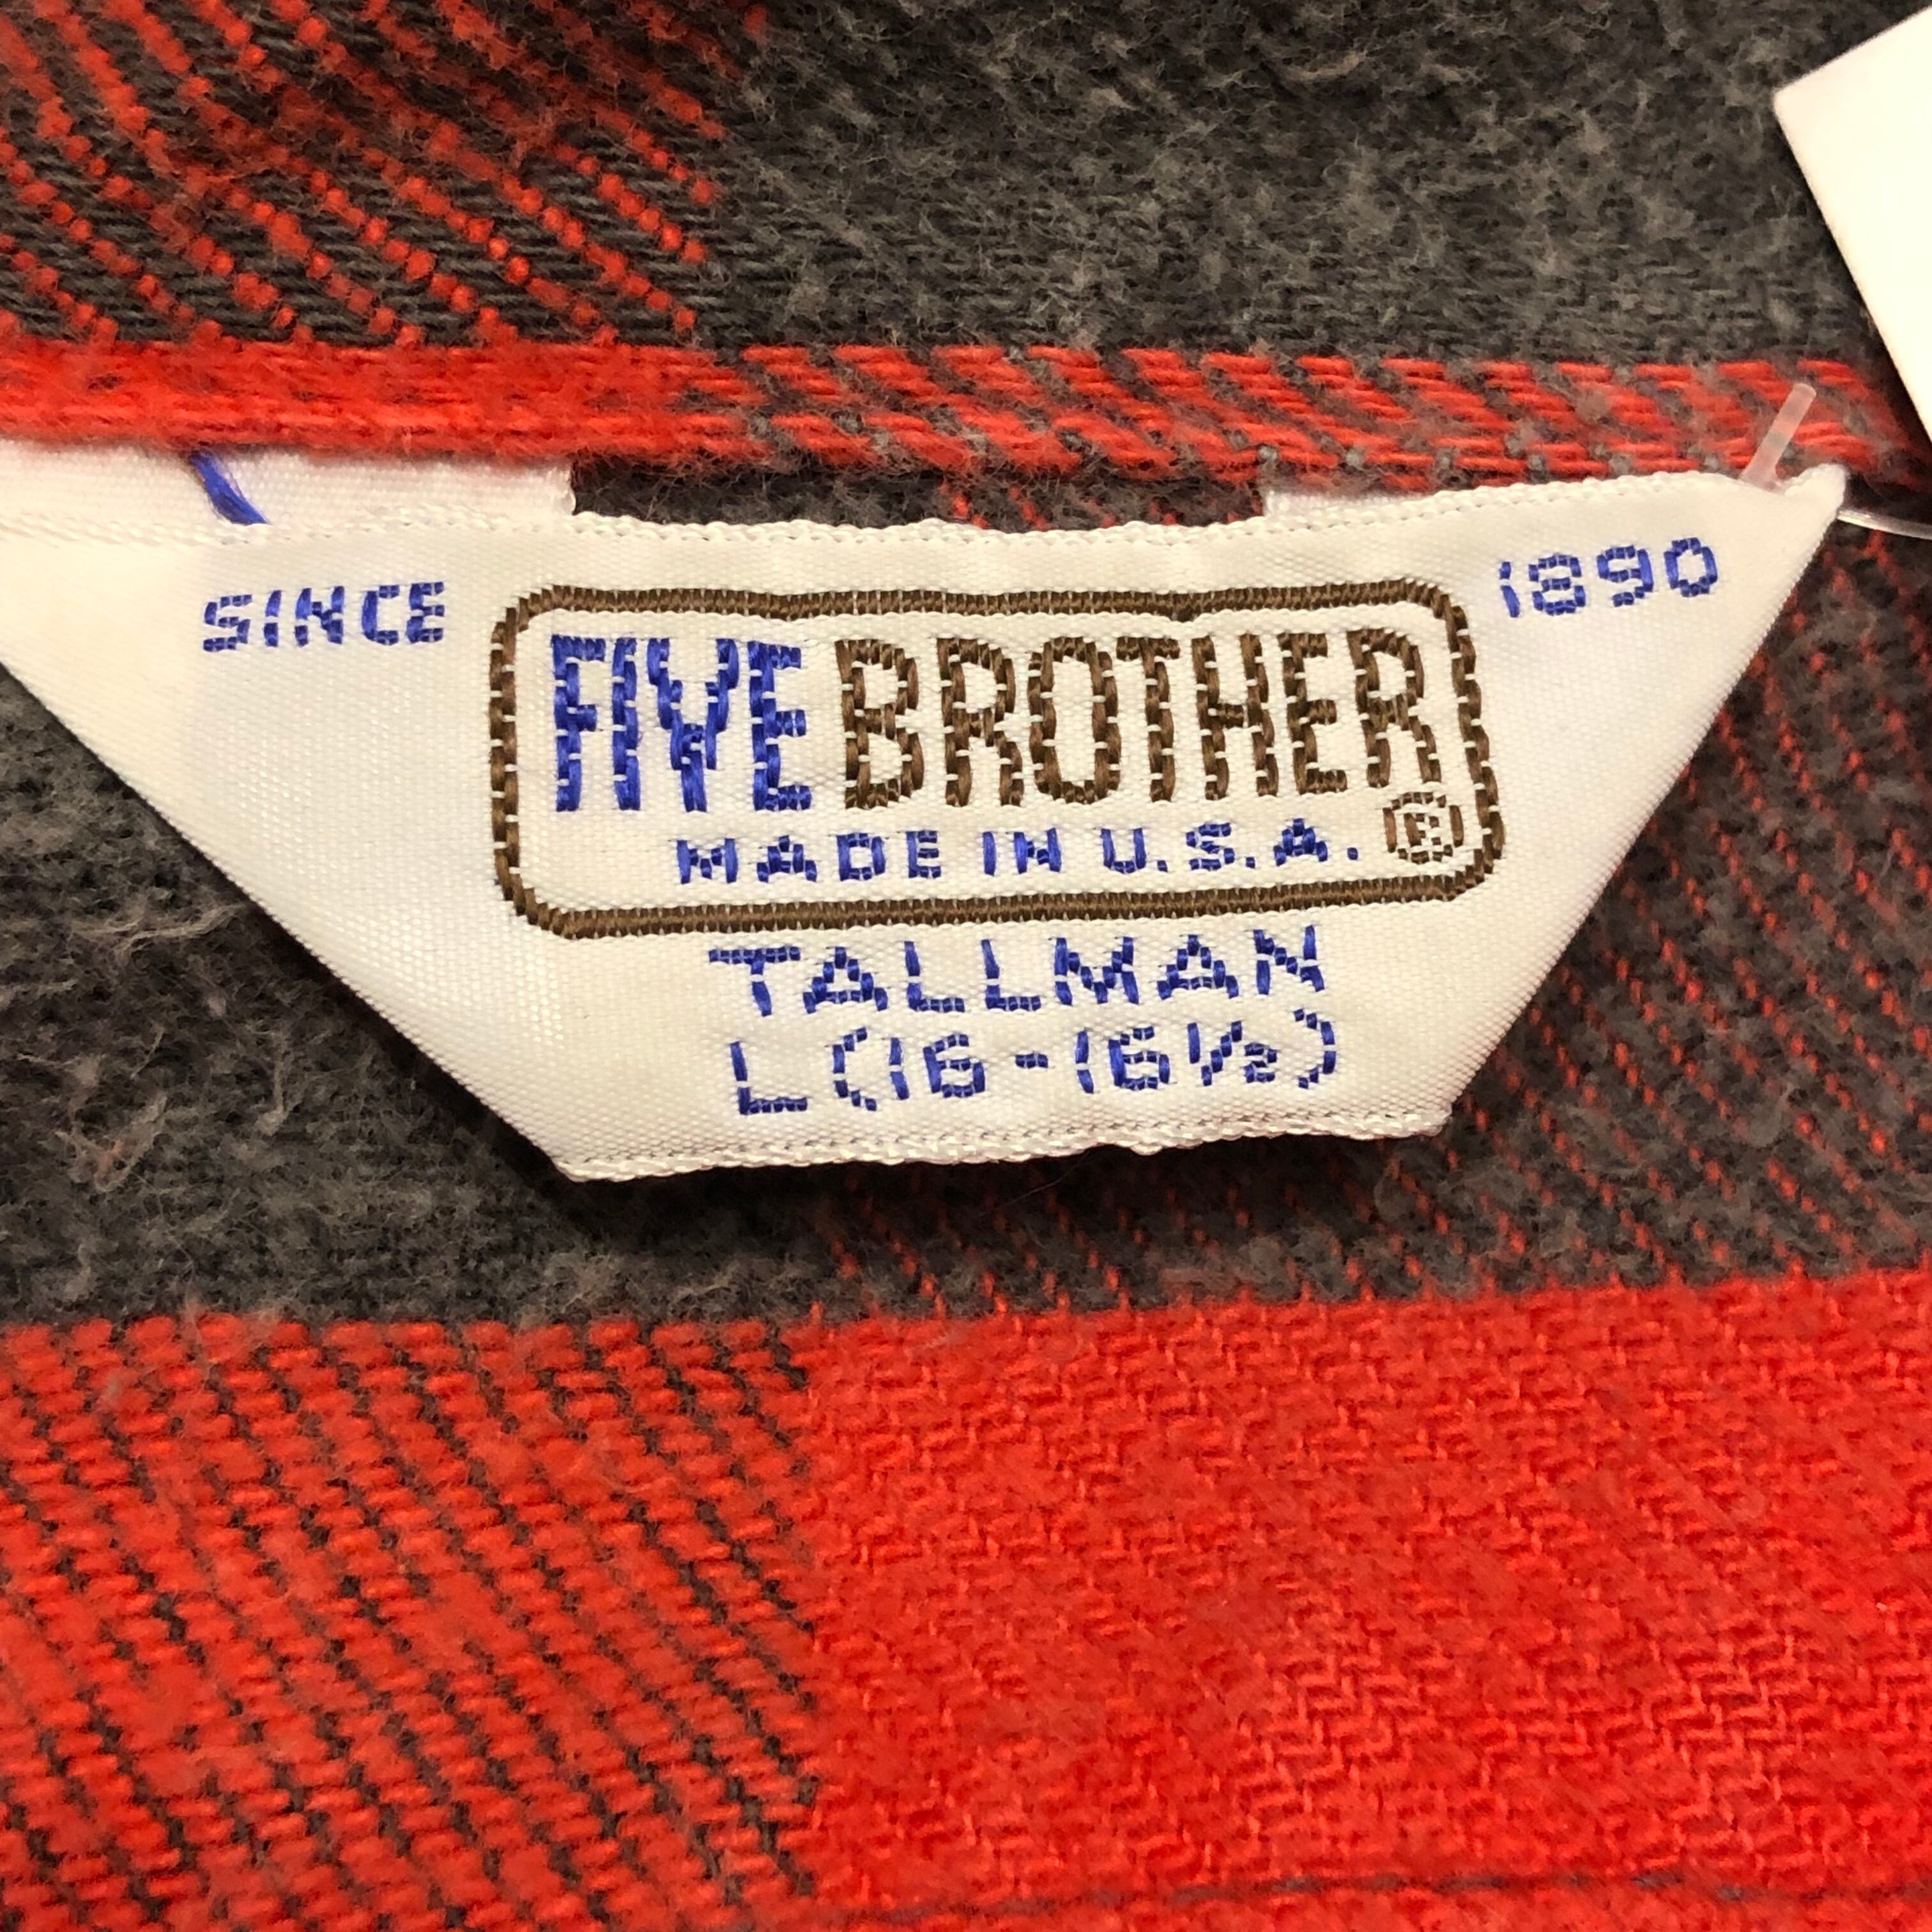 SINCE 1890
FIVE BROTHER
MADE IN U.S.A. ®
TALLMAN
L (16-16½)